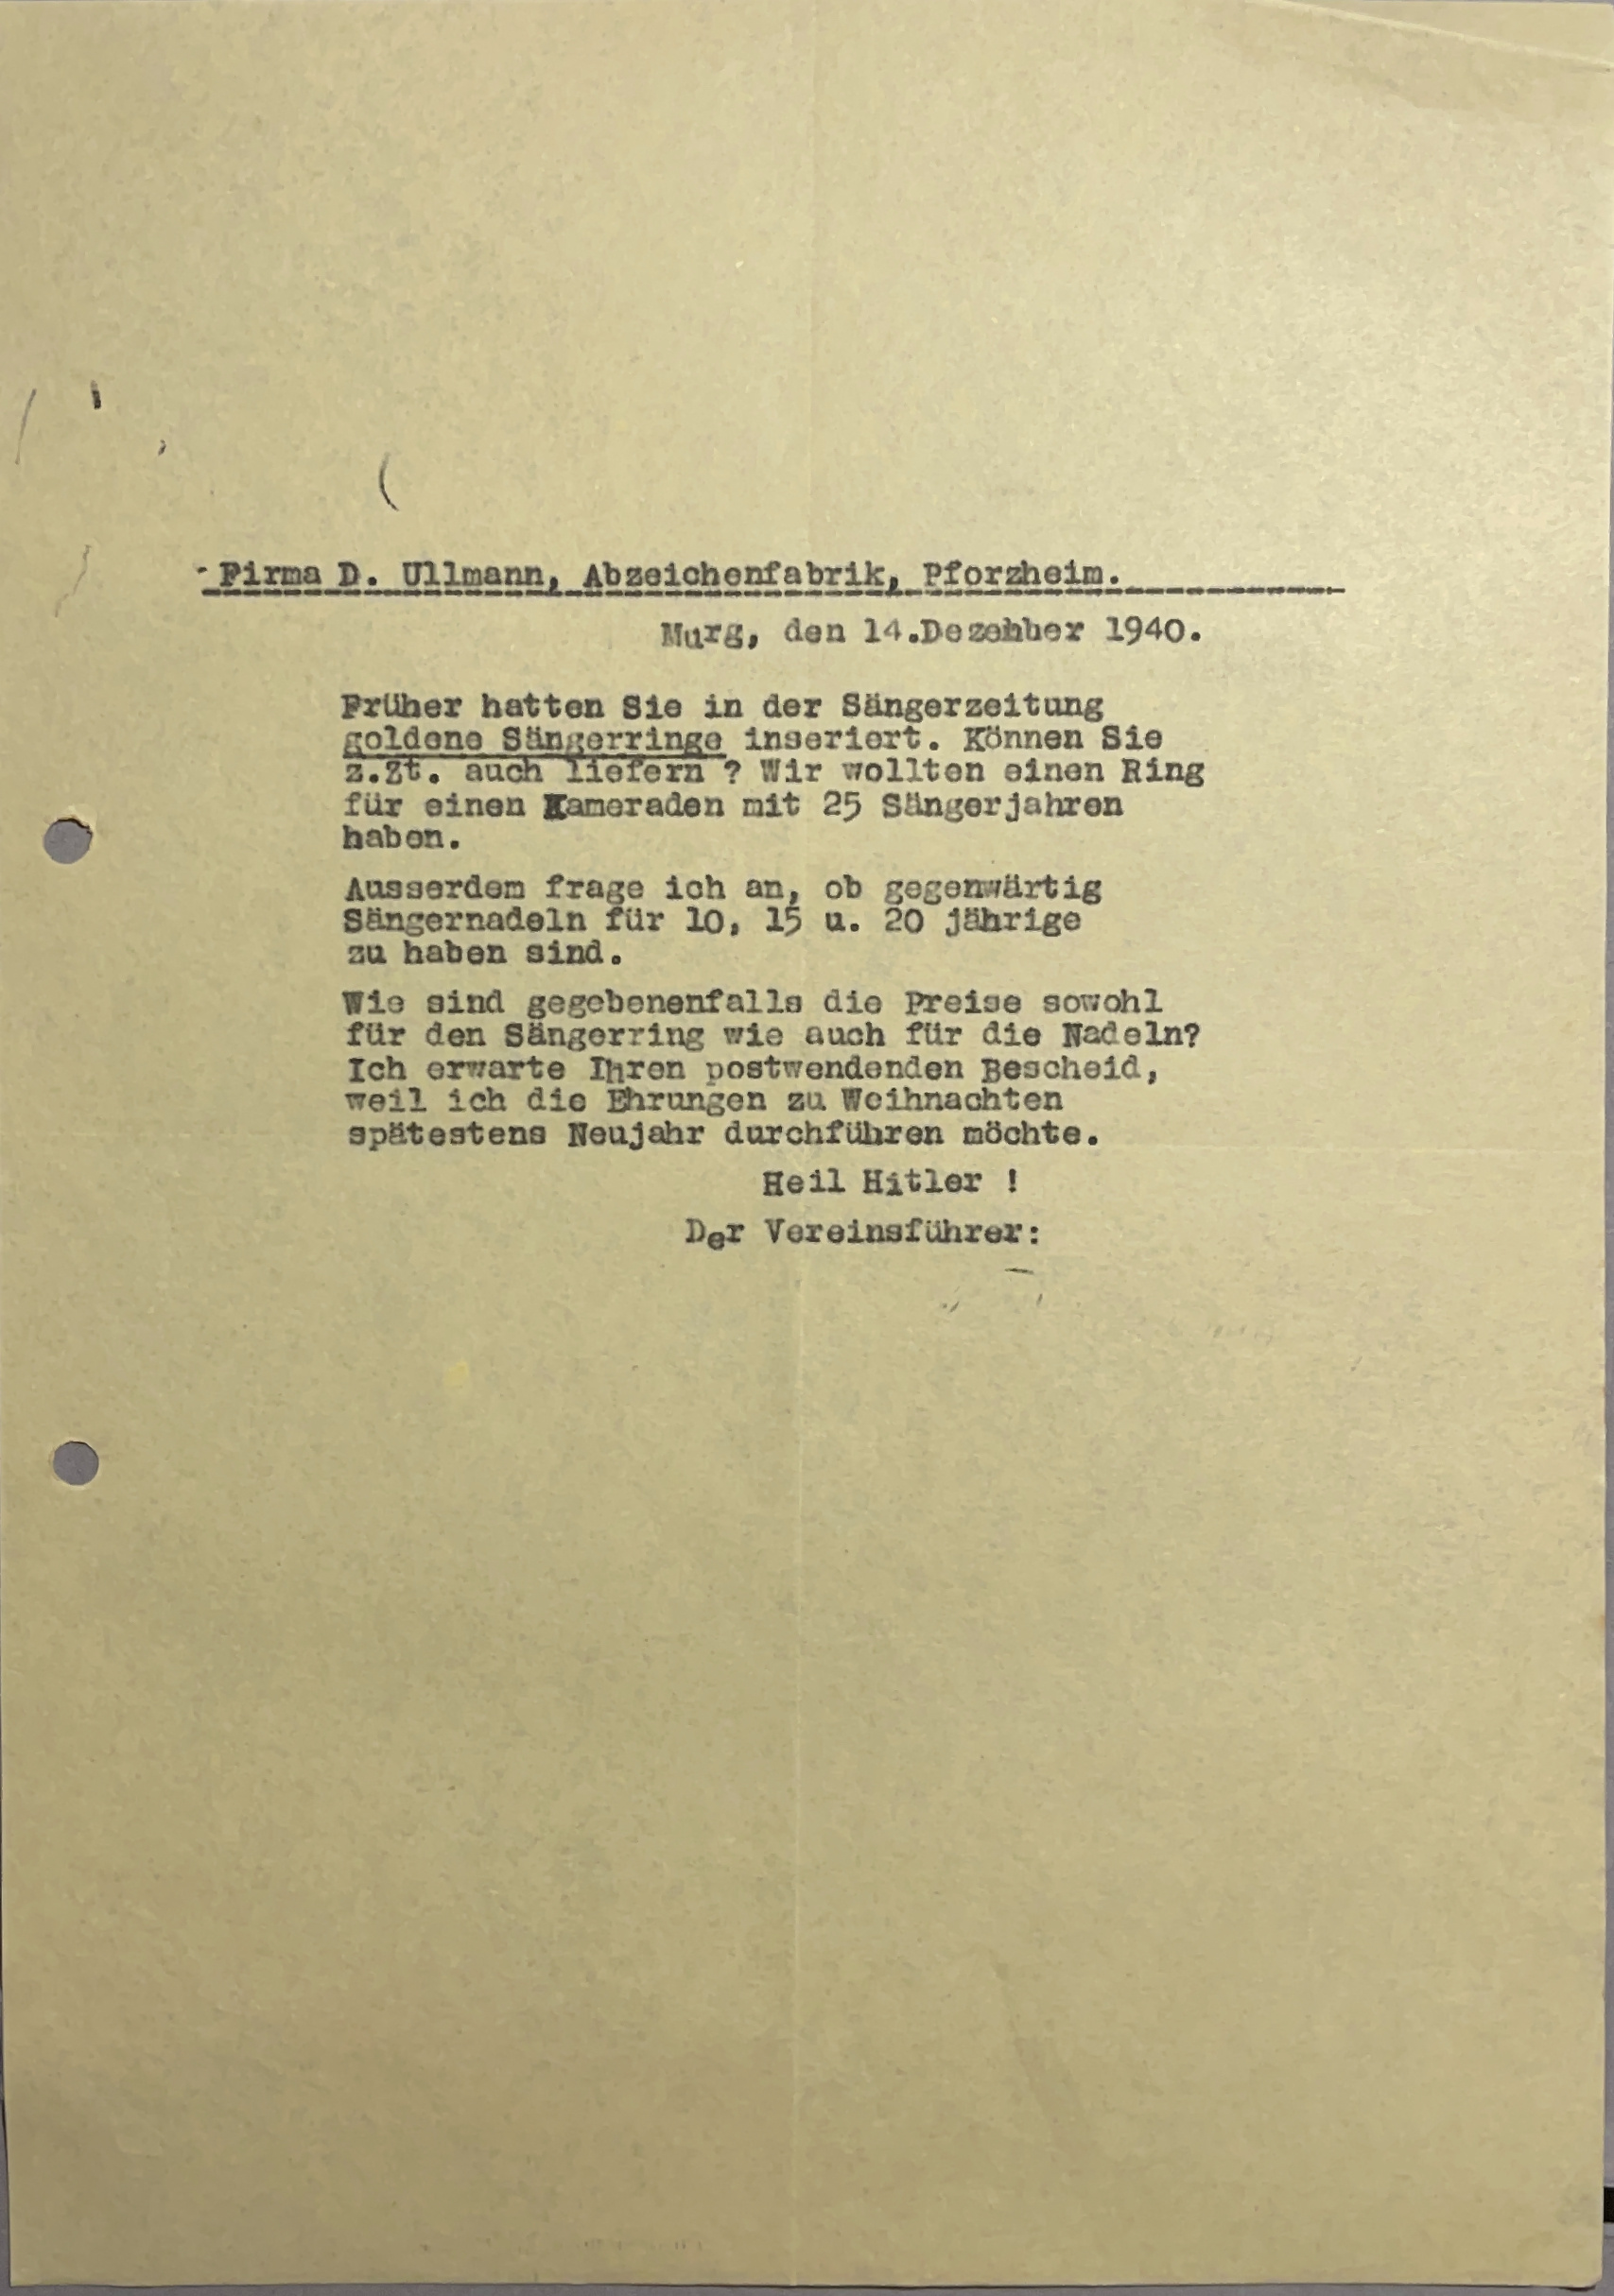 Firma D. Ullmann, Abzeichenfabrik, Pforzheim.
Murg, den 14.Dezember 1940.
Früher hatten Sie in der Sängerzeitung
goldene Sängerringe inseriert. Können Sie
z.Zt. auch liefern ? Wir wollten einen Ring
für einen Kameraden mit 25 Sängerjahren
haben.
Ausserdem frage ich an, ob gegenwärtig
Sängernadeln für 10, 15 u. 20 jährige
zu haben sind.
Wie sind gegebenenfalls die Preise sowohl
für den Sängerring wie auch für die Nadeln?
Ich erwarte Ihren postwendenden Bescheid,
weil ich die Ehrungen zu Weihnachten
spätestens Neujahr durchführen möchte.
Heil Hitler !
Der Vereinsführer: